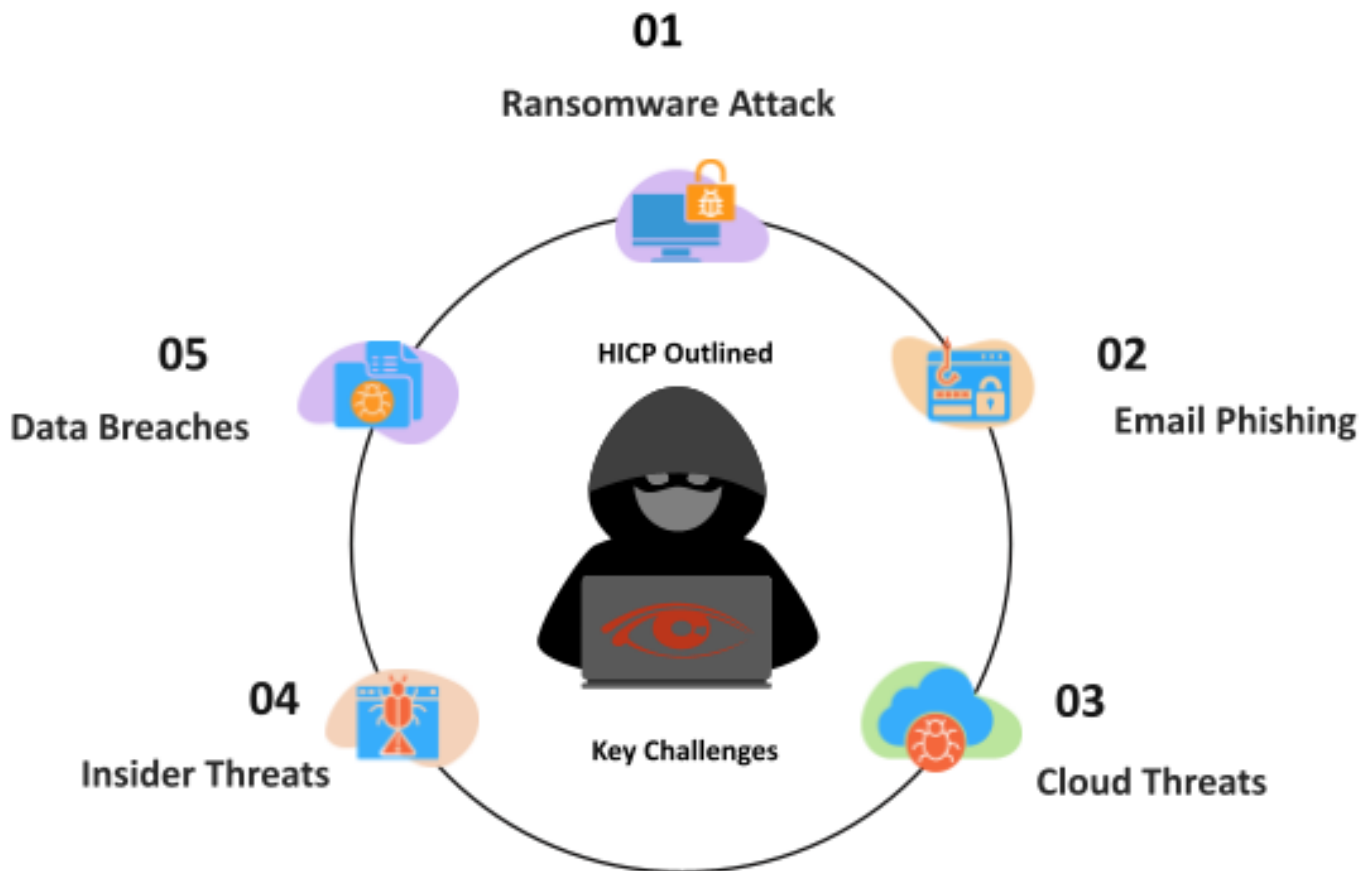 01
Ransomware Attack
HICP Outlined
05
02
Data Breaches
Email Phishing
04
03
Insider Threats
Key Challenges
Cloud Threats